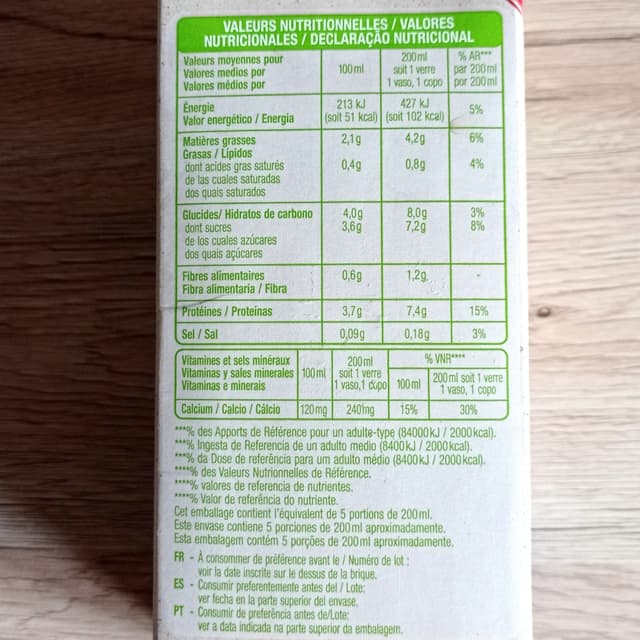 VALEURS NUTRITIONNELLES / VALORES
NUTRICIONALES / DECLARAÇÃO NUTRICIONAL
Valeurs moyennes pour
Valores medios por
Valores médios por
100ml
200ml
soit 1 verre
1 vaso, 1 copo
% AR***
par 200ml
por 200ml
Énergie
Valor energético / Energia
213 kJ
(soit 51 kcal)
427 kJ
(soit 102 kcal)
5%
Matières grasses 2,1g 4,2g 6%
Grasas / Lípidos
dont acides gras saturés 0,4g 0,8g 4%
de las cuales saturadas
dos quais saturados
Glucides/ Hidratos de carbono 4,0g 8,0g 3%
dont sucres 3,6g 7,2g 8%
de los cuales azúcares
dos quais açúcares
Fibres alimentaires 0,6g 1,2g
Fibra alimentaria / Fibra
Protéines / Proteínas 3,7g 7,4g 15%
Sel / Sal 0,09g 0,18g 3%
Vitamines et sels minéraux
Vitaminas y sales minerales
Vitaminas e minerais
100ml
200ml
soit 1 verre
1 vaso,1 copo
% VNR****
100ml
200ml soit 1 verre
1 vaso, 1 copo
Calcium / Calcio / Cálcio 120mg 240mg 15% 30%
***% des Apports de Référence pour un adulte-type (84000kJ / 2000kcal).
***% Ingesta de Referencia de un adulto medio (8400kJ / 2000kcal).
***% da Dose de referência para um adulto médio (8400kJ / 2000kcal).
****% des Valeurs Nutrionnelles de Référence.
****% valores de referencia de nutrientes.
****% Valor de referência do nutriente.
Cet emballage contient l'équivalent de 5 portions de 200ml.
Este envase contiene 5 porciones de 200ml aproximadamente.
Esta embalagem contém 5 porções de 200ml aproximadamente.
FR - À consommer de préférence avant le / Numéro de lot :
voir la date inscrite sur le dessus de la brique.
ES - Consumir preferentemente antes del / Lote:
ver fecha en la parte superior del envase.
PT - Consumir de preferência antes de/Lote:
ver a data indicada na parte superior da embalagem.